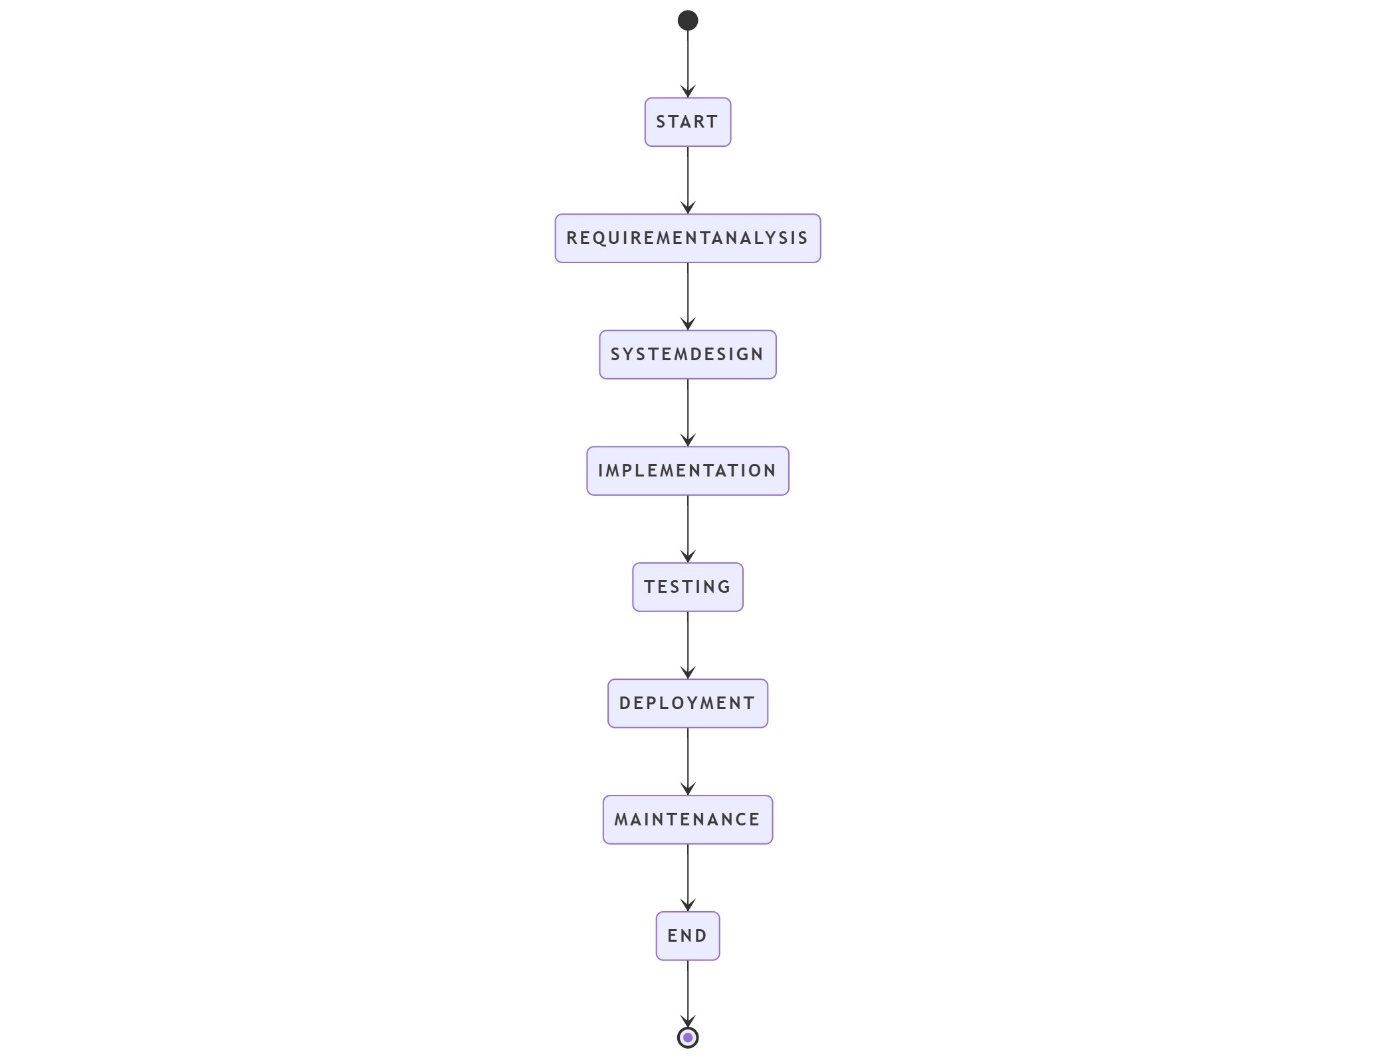 START
REQUIREMENTANALYSIS
SYSTEMDESIGN
IMPLEMENTATION
TESTING
DEPLOYMENT
MAINTENANCE
END